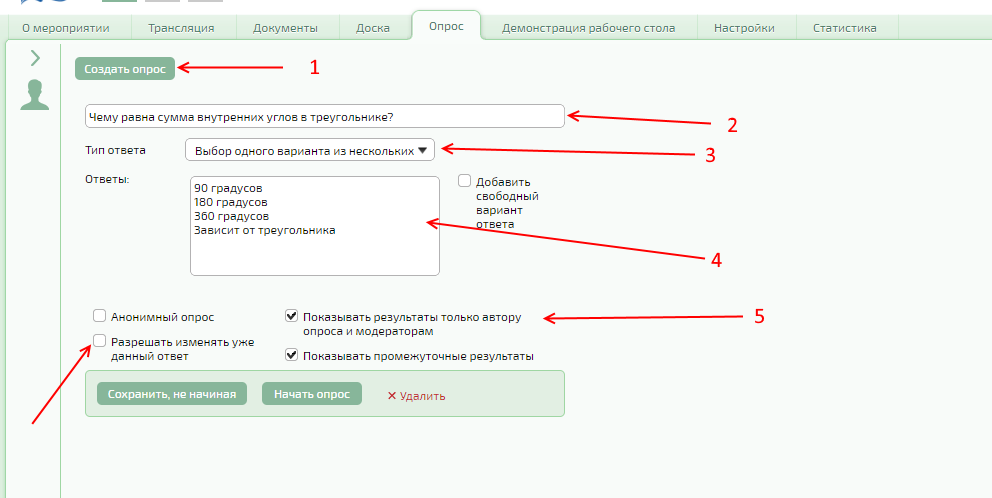 О мероприятии Трансляция Документы Доска Опрос Демонстрация рабочего стола Настройки Статистика
Создать опрос
1
Чему равна сумма внутренних углов в треугольнике?
2
Тип ответа
Выбор одного варианта из нескольких
3
Ответы:
90 градусов
180 градусов
360 градусов
Зависит от треугольника
Добавить
свободный
вариант
ответа
4
Анонимный опрос
Показывать результаты только автору
опроса и модераторам
5
Разрешать изменять уже
данный ответ
Показывать промежуточные результаты
Сохранить, не начиная
Начать опрос
× Удалить